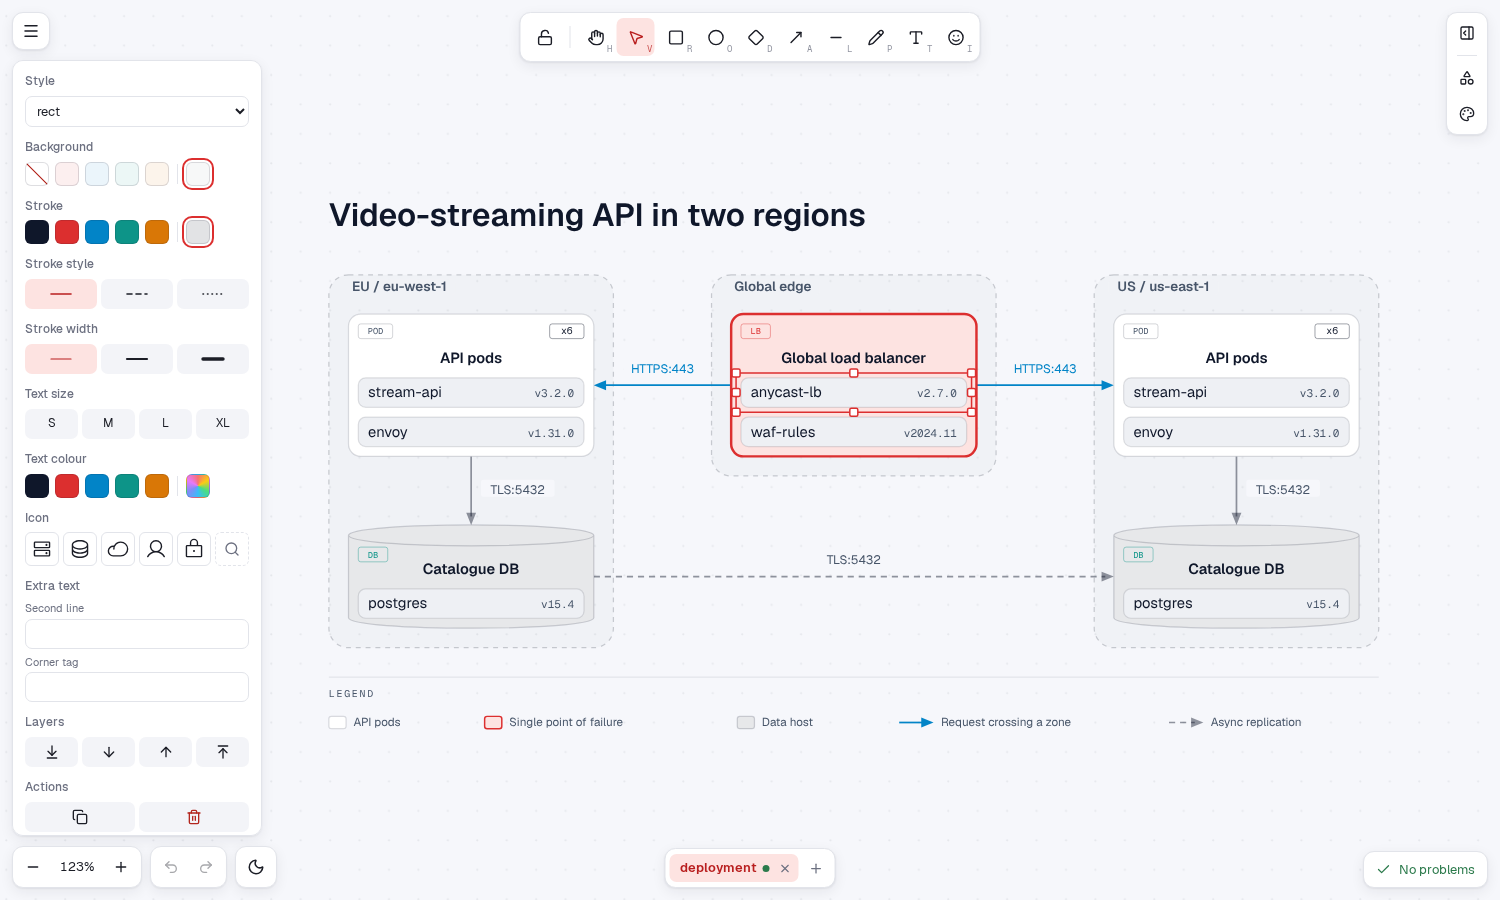 H
V
R
O
D
A
L
P
T
I
Style
rect
Background
Stroke
Stroke style
Stroke width
Text size
S M L XL
Text colour
Icon
Extra text
Second line
Corner tag
Layers
Actions
123%
Video-streaming API in two regions
EU / eu-west-1
POD x6
API pods
stream-api v3.2.0
envoy v1.31.0
TLS:5432
DB
Catalogue DB
postgres v15.4
HTTPS:443
Global edge
LB
Global load balancer
anycast-lb v2.7.0
waf-rules v2024.11
HTTPS:443
TLS:5432
US / us-east-1
POD x6
API pods
stream-api v3.2.0
envoy v1.31.0
TLS:5432
DB
Catalogue DB
postgres v15.4
LEGEND
API pods
Single point of failure
Data host
Request crossing a zone
Async replication
deployment
No problems